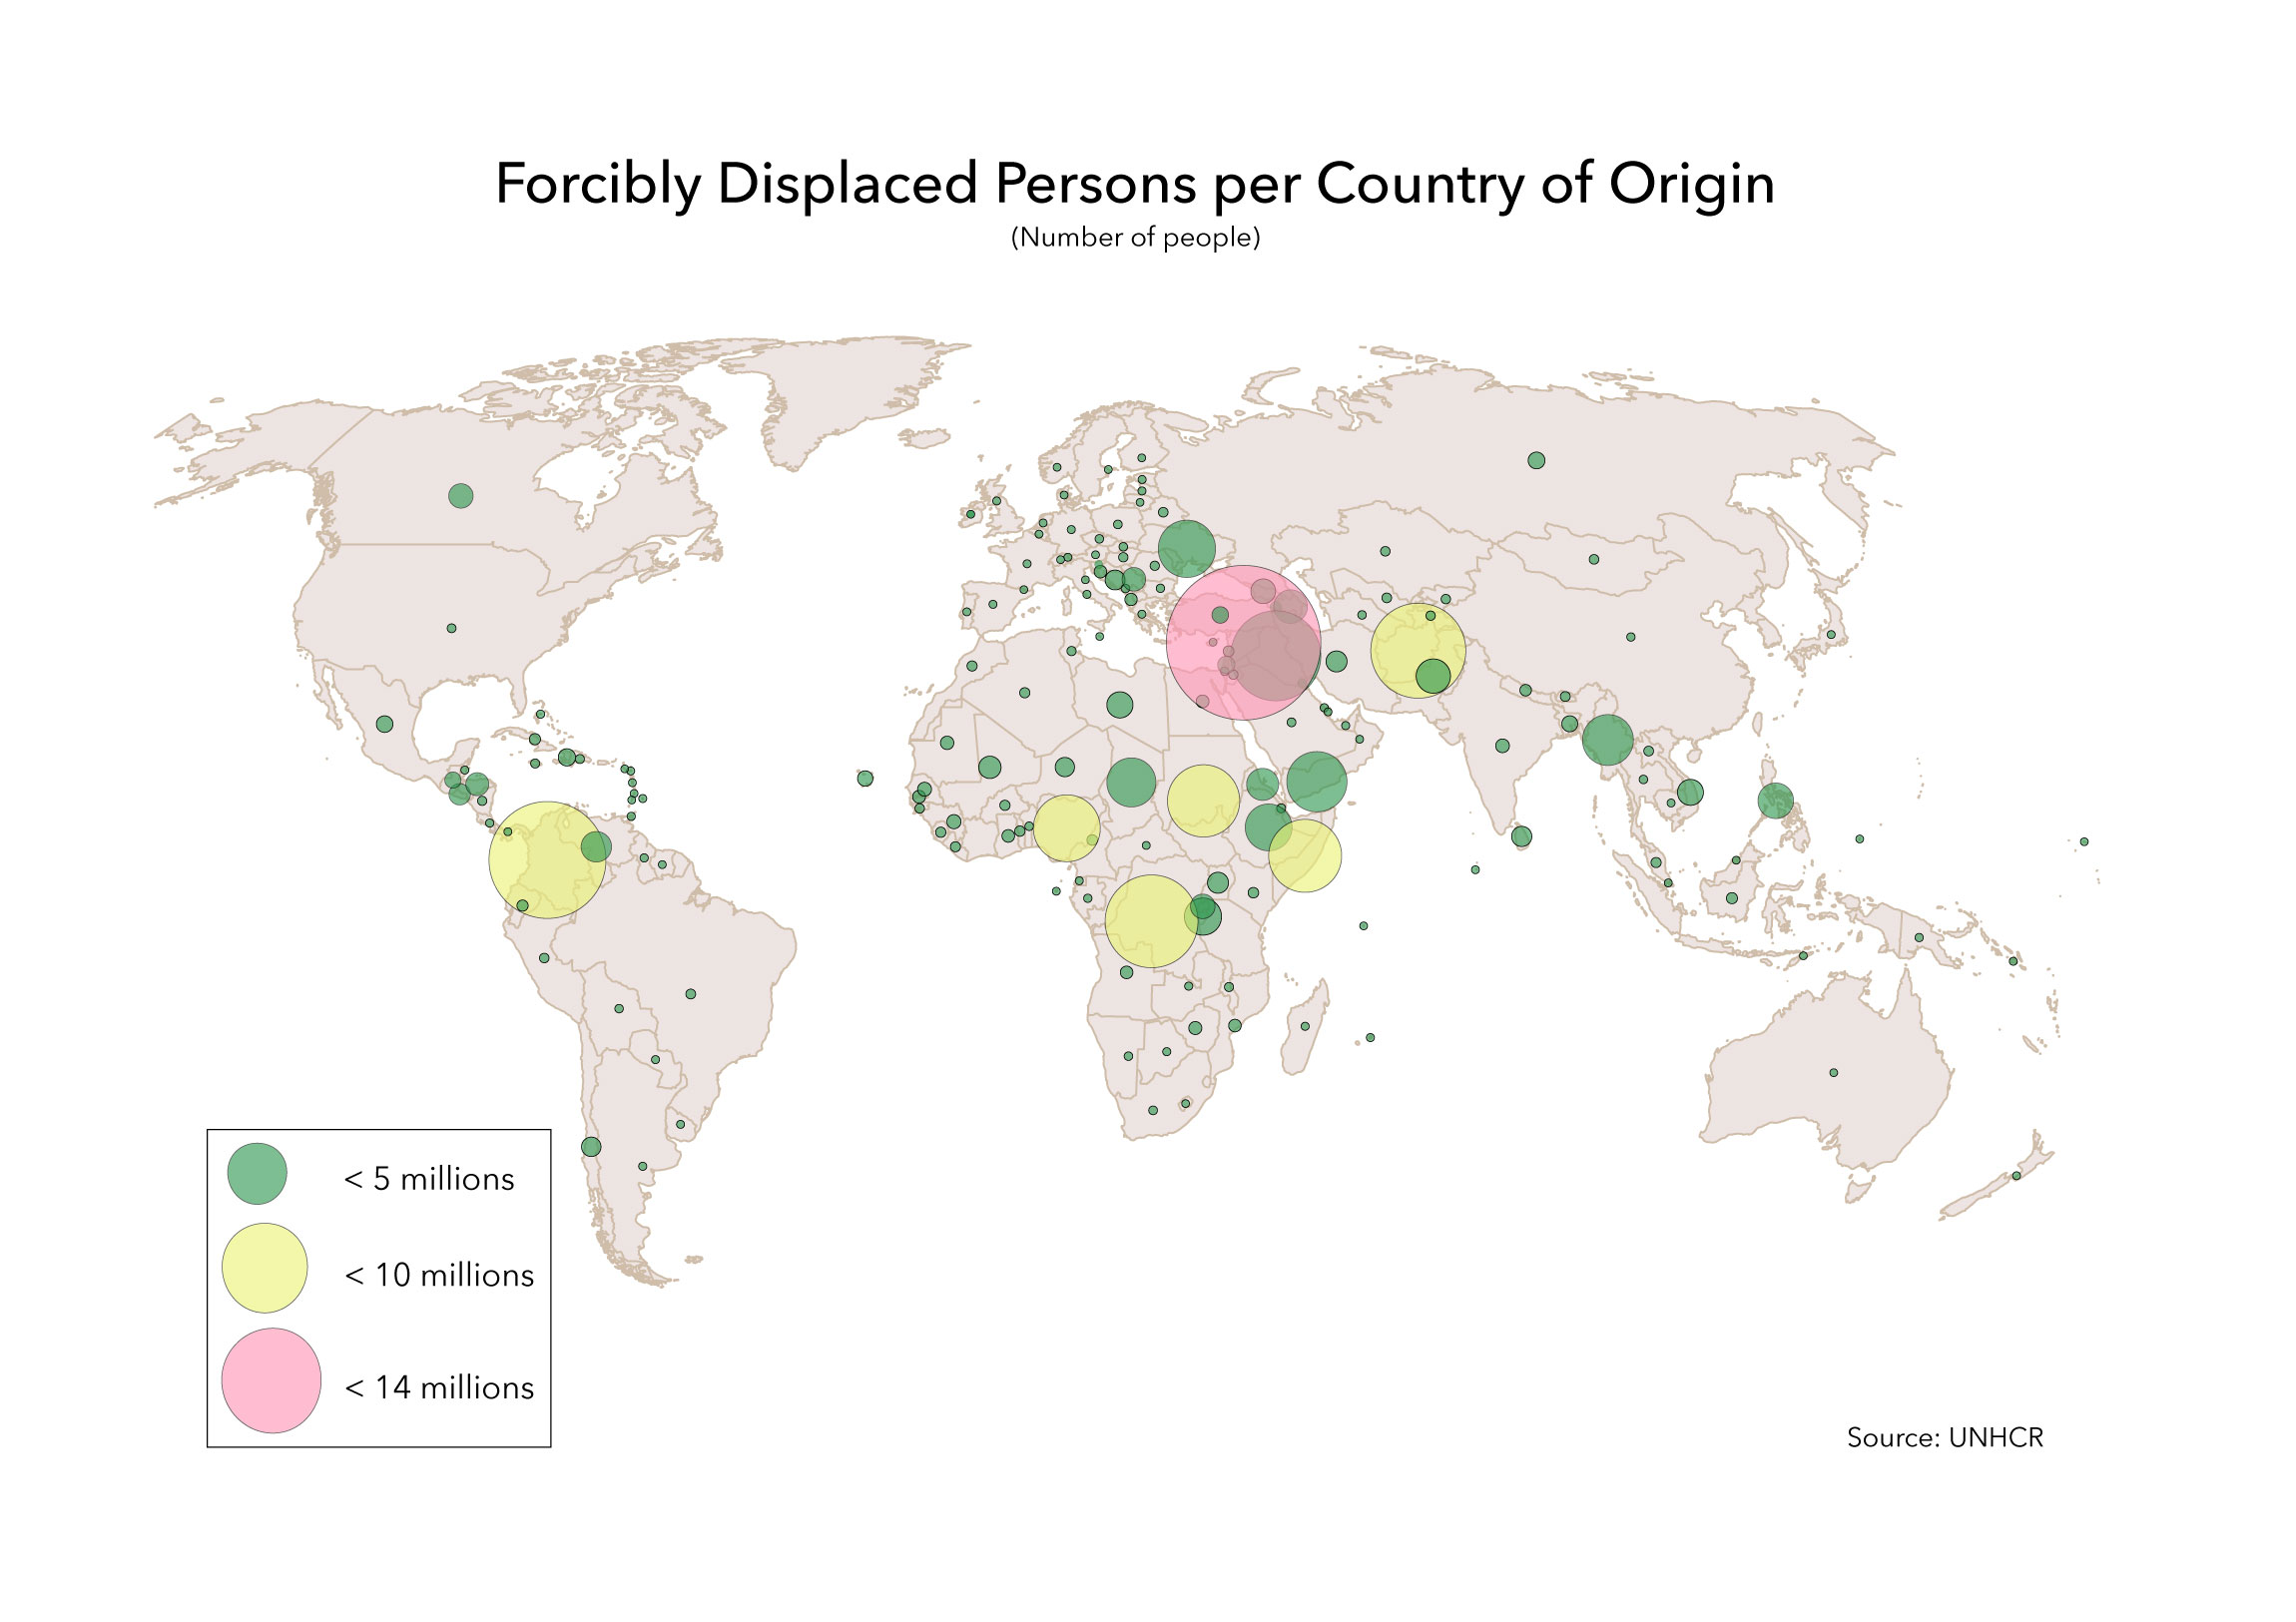 Forcibly Displaced Persons per Country of Origin
(Number of people)
< 5 millions
< 10 millions
< 14 millions
Source: UNHCR